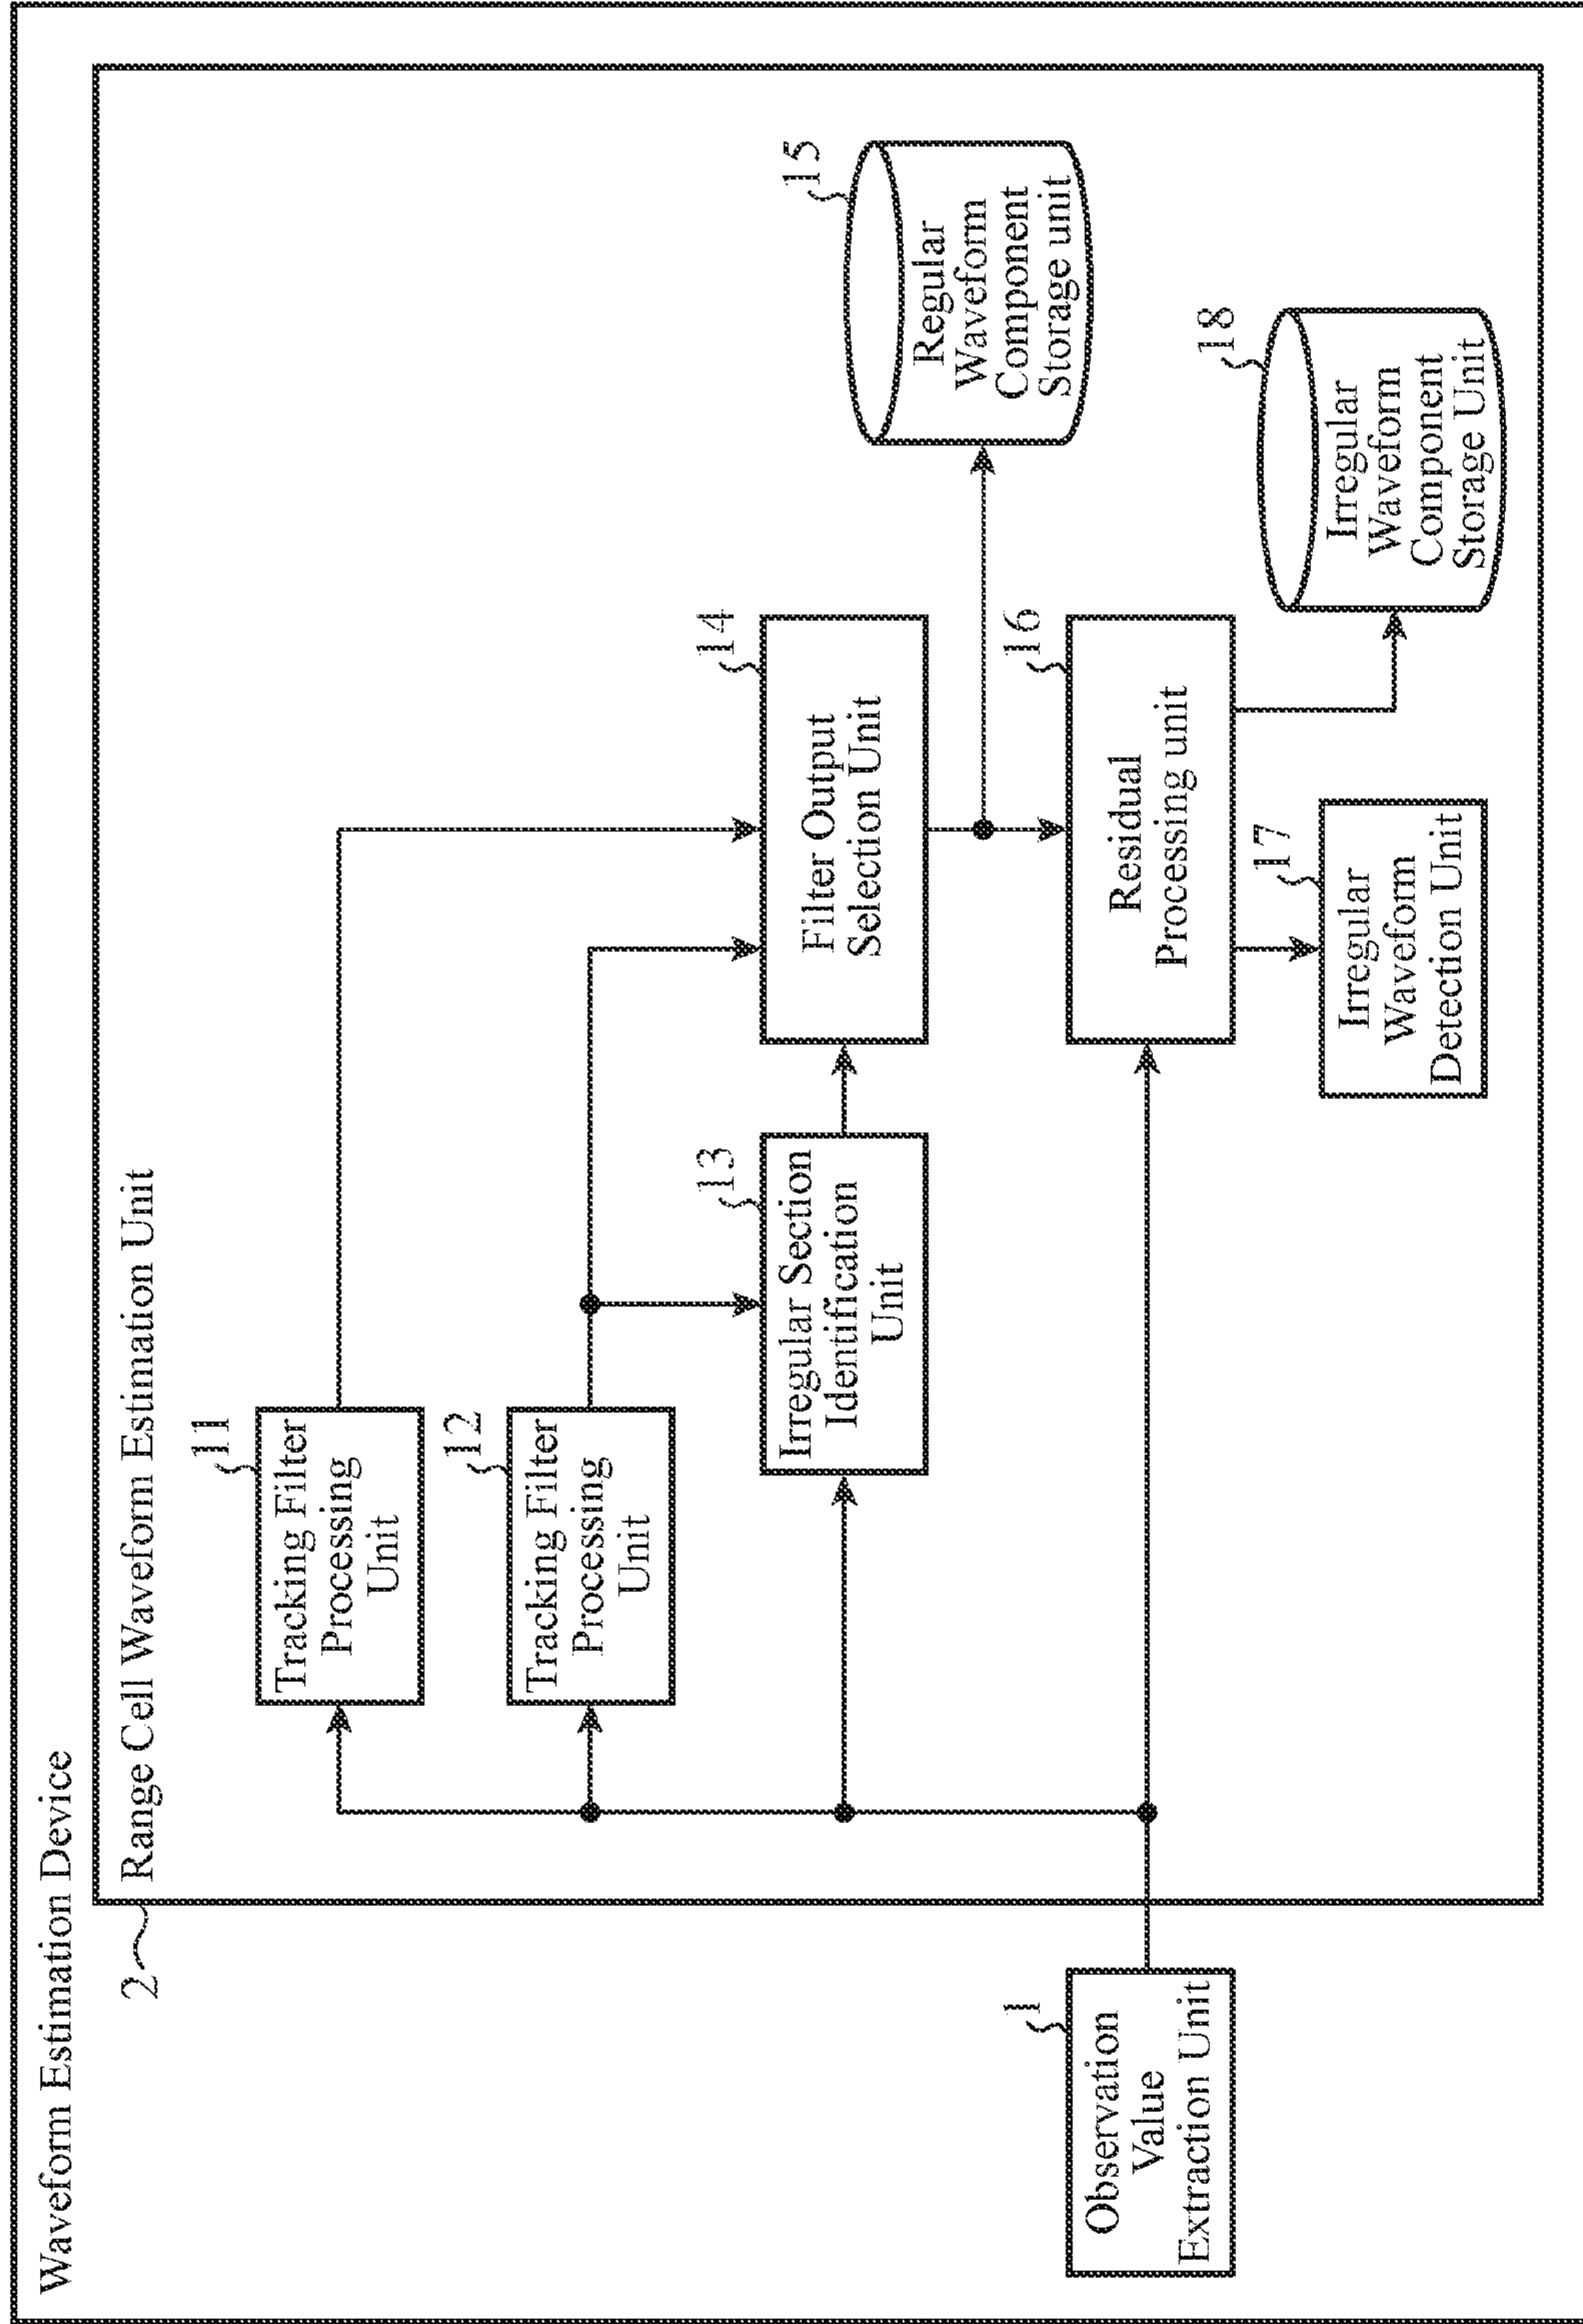 Waveform Estimation Device
2
Range Cell Waveform Estimation Unit
11
Tracking Filter
Processing
Unit
12
Tracking Filter
Processing
Unit
13
Irregular Section
Identification
Unit
14
Filter Output
Selection Unit
15
Regular
Waveform
Component
Storage unit
1
Observation
Value
Extraction Unit
16
Residual
Processing unit
17
Irregular
Waveform
Detection Unit
18
Irregular
Waveform
Component
Storage Unit